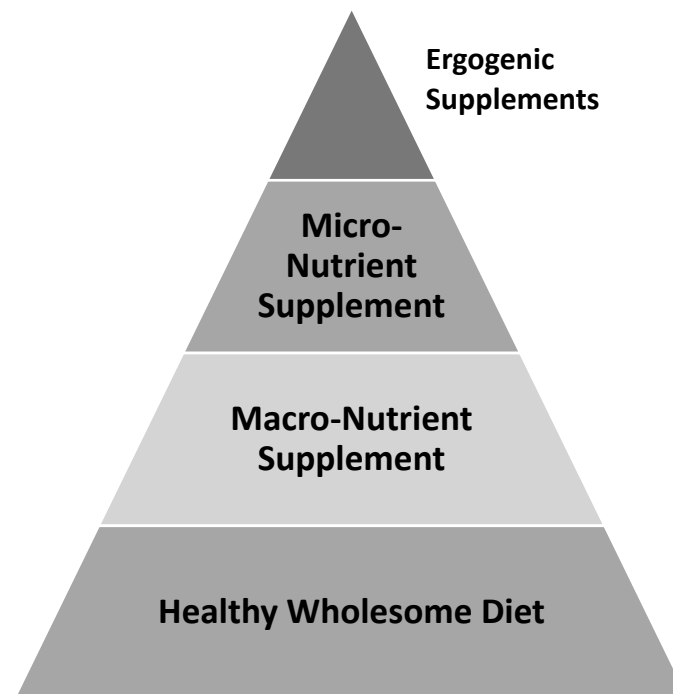 Ergogenic
Supplements
Micro-
Nutrient
Supplement
Macro-Nutrient
Supplement
Healthy Wholesome Diet